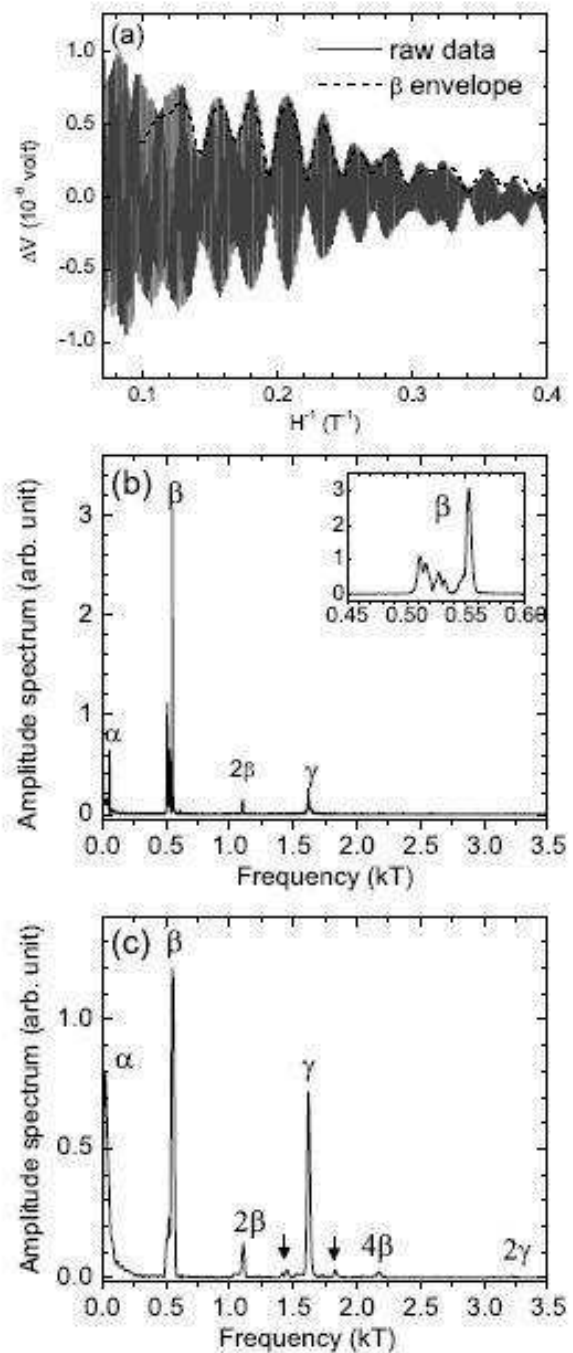 (a)
raw data
β envelope
1.0
0.5
0.0
-0.5
-1.0
ΔV (10⁻⁸ volt)
0.1 0.2 0.3 0.4
H⁻¹ (T⁻¹)
(b)
β
α
2β
γ
3
2
1
0
Amplitude spectrum (arb. unit)
0.0 0.5 1.0 1.5 2.0 2.5 3.0 3.5
Frequency (kT)
β
3
2
1
0
0.45 0.50 0.55 0.60
(c)
β
α
γ
2β
4β
2γ
1.0
0.5
0.0
Amplitude spectrum (arb. unit)
0.0 0.5 1.0 1.5 2.0 2.5 3.0 3.5
Frequency (kT)